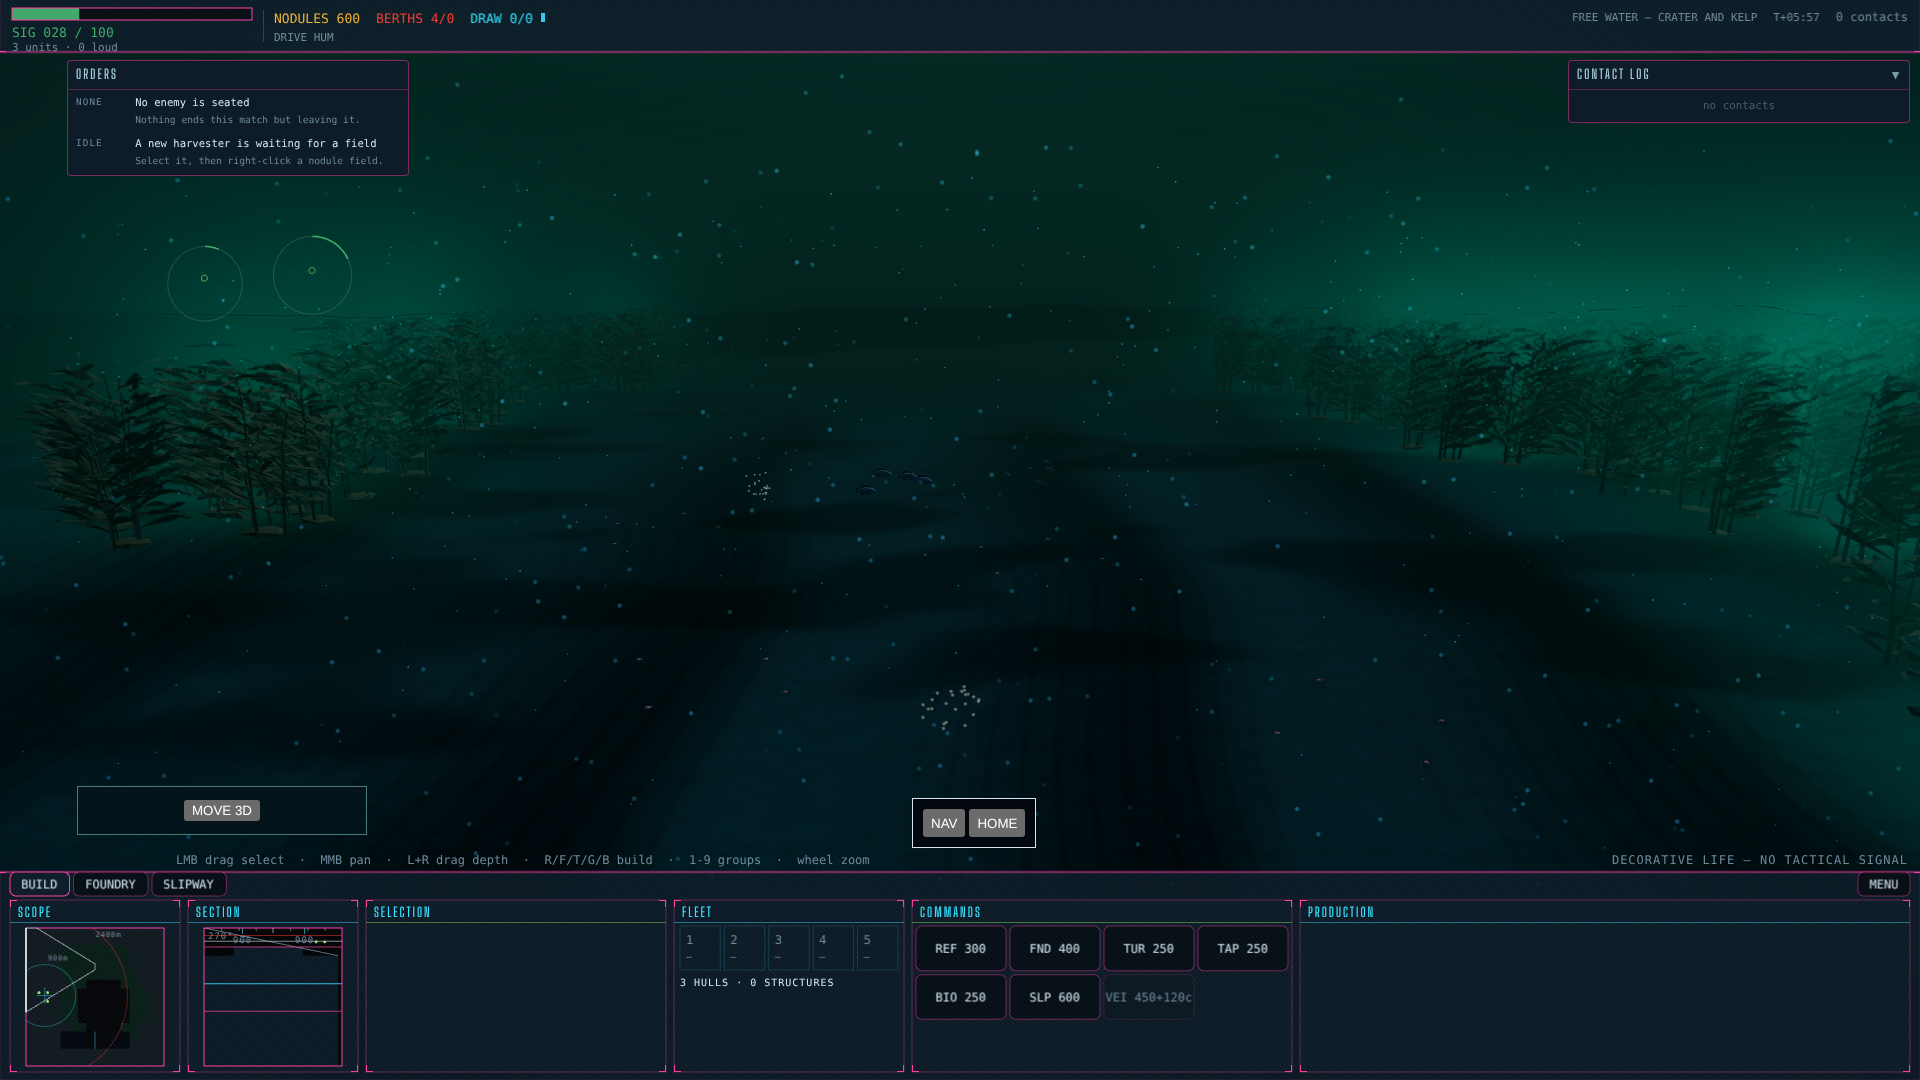 SIG 028 / 100
3 units · 0 loud
NODULES 600 BERTHS 4/0 DRAW 0/0
DRIVE HUM
FREE WATER — CRATER AND KELP T+05:57 0 contacts
ORDERS
NONE No enemy is seated
Nothing ends this match but leaving it.
IDLE A new harvester is waiting for a field
Select it, then right-click a nodule field.
CONTACT LOG ▼
no contacts
MOVE 3D
NAV HOME
LMB drag select · MMB pan · L+R drag depth · R/F/T/G/B build · 1-9 groups · wheel zoom
DECORATIVE LIFE — NO TACTICAL SIGNAL
BUILD FOUNDRY SLIPWAY
MENU
SCOPE
2400m
900m
SECTION
270°
900 900
SELECTION
FLEET
1 2 3 4 5
— — — — —
3 HULLS · 0 STRUCTURES
COMMANDS
REF 300 FND 400 TUR 250 TAP 250
BIO 250 SLP 600 VEI 450+120c
PRODUCTION